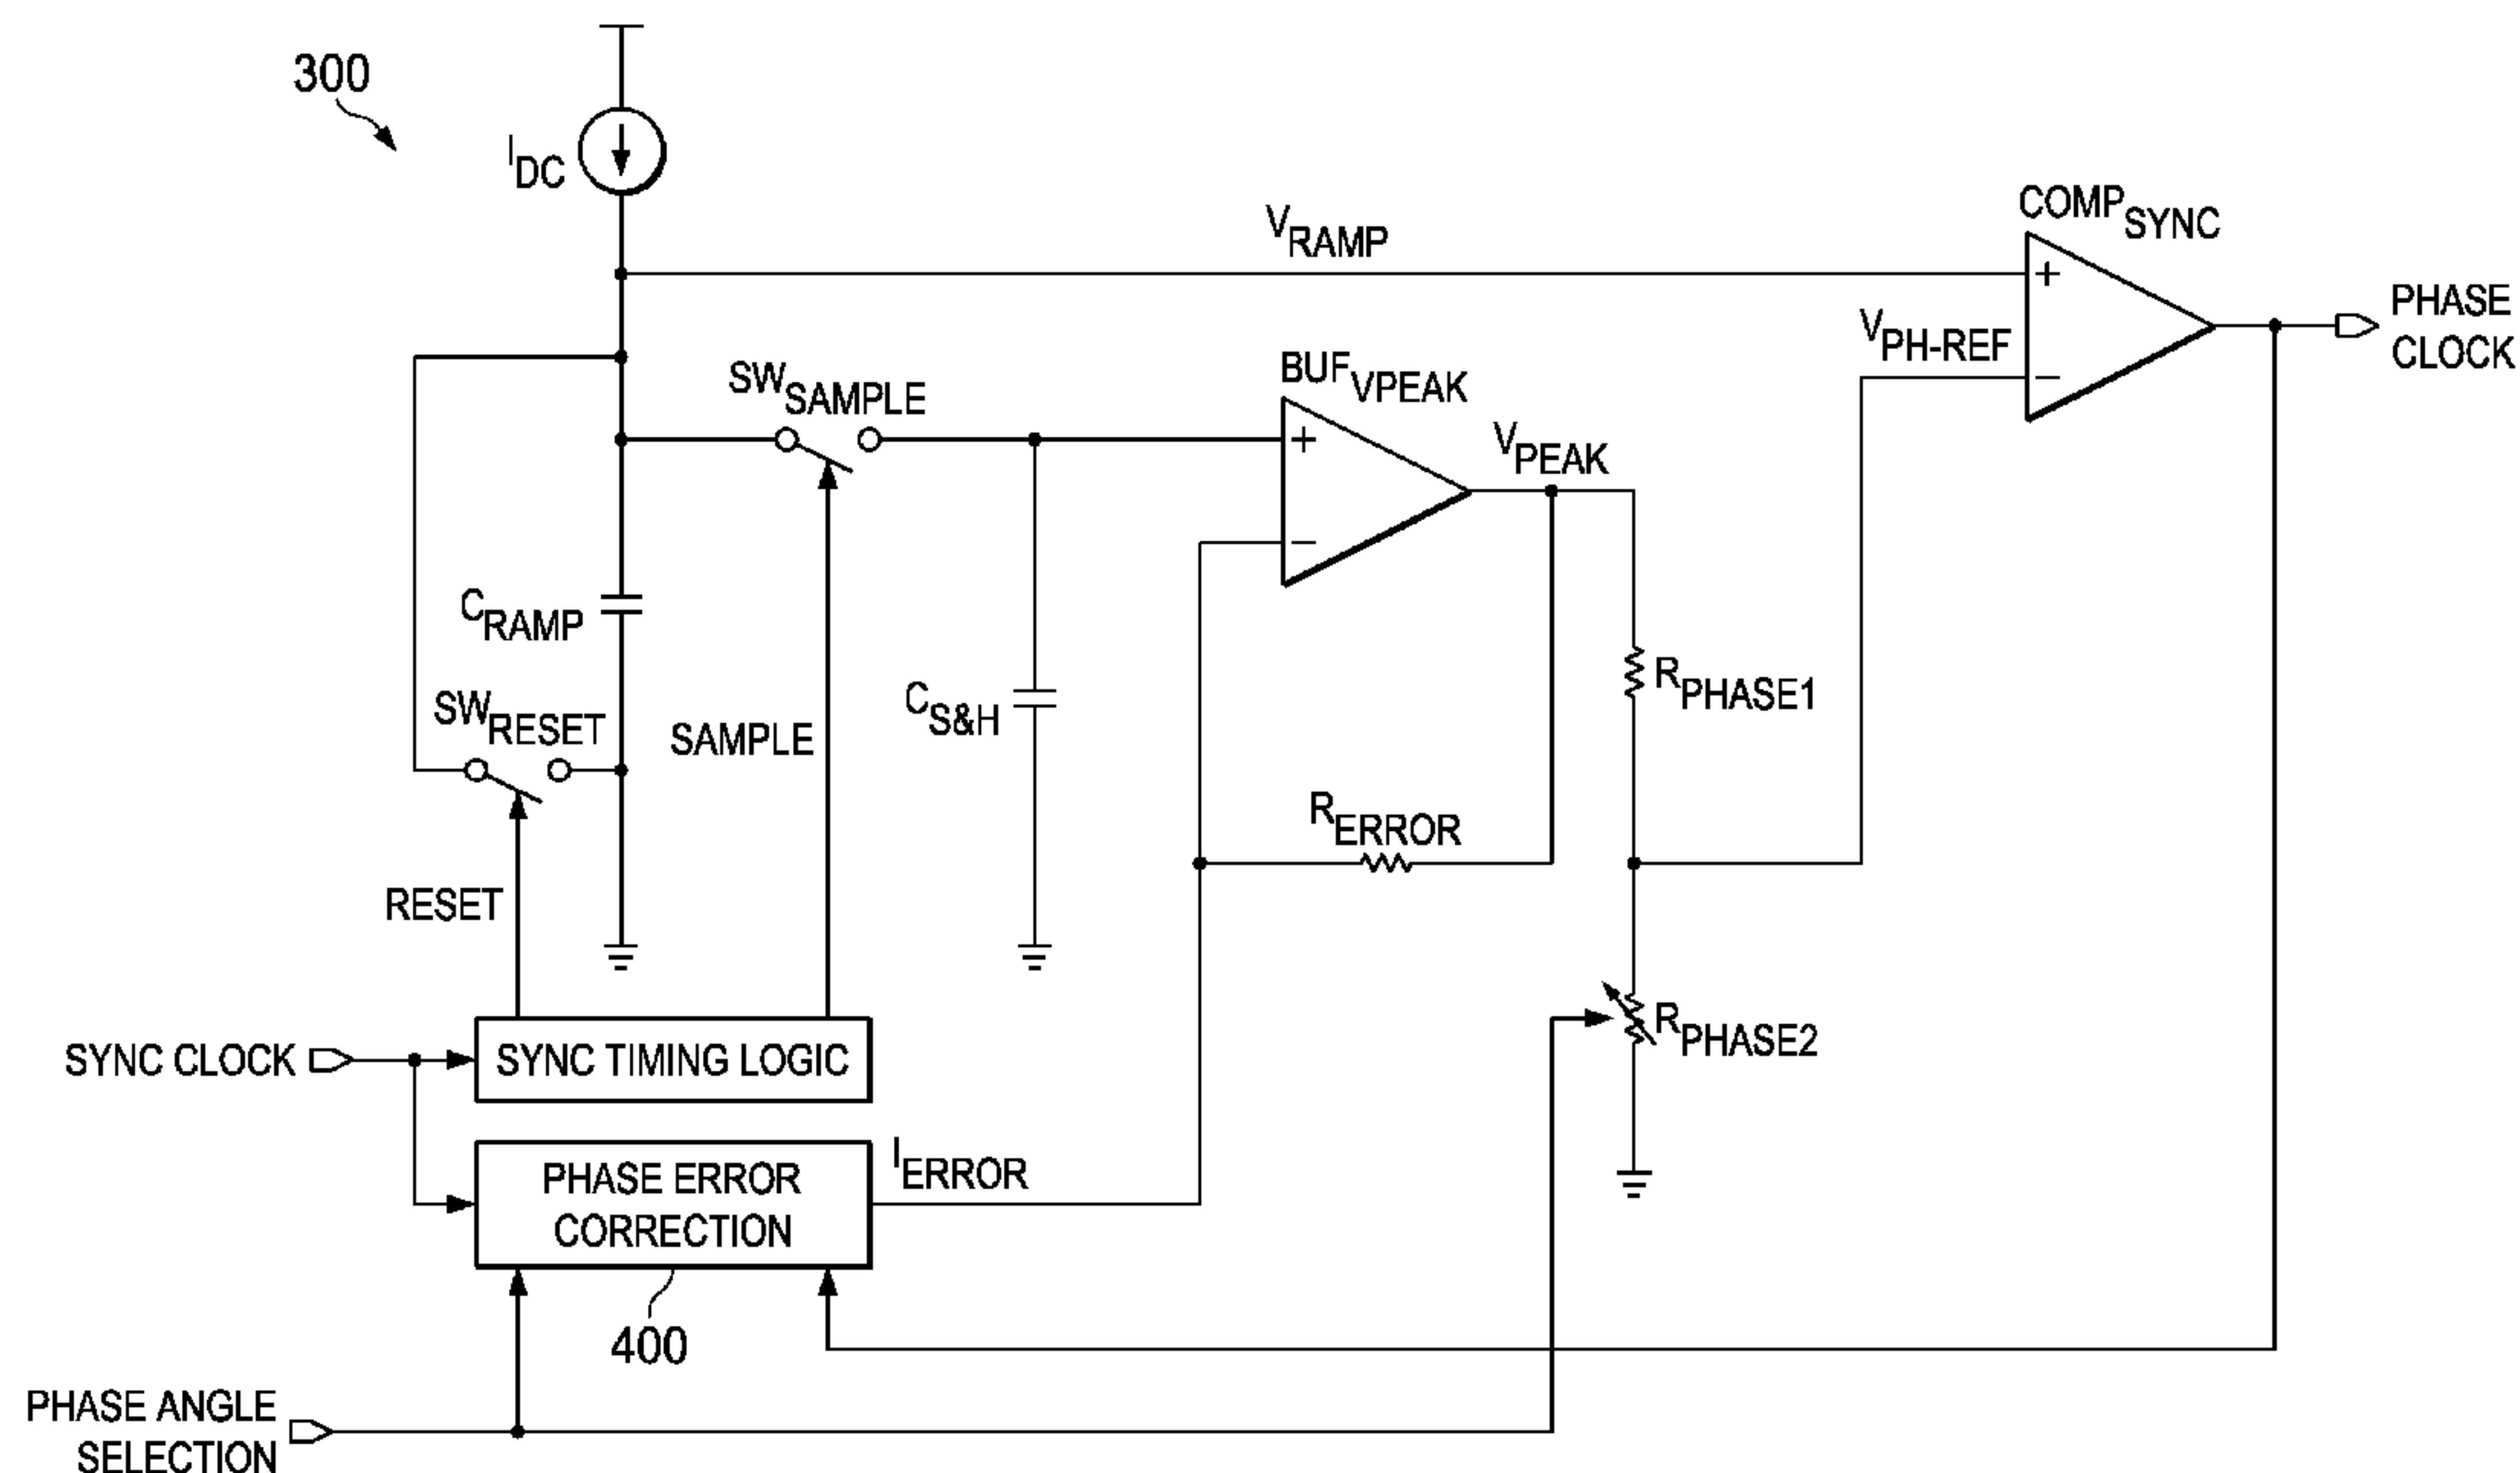 300
IDC
VRAMP
COMPSYNC
PHASE
CLOCK
VPH-REF
SWSAMPLE
BUFVPEAK
VPEAK
+
−
+
−
CRAMP
SWRESET
SAMPLE
CS&H
RPHASE1
RERROR
RESET
RPHASE2
SYNC CLOCK
SYNC TIMING LOGIC
PHASE ERROR
CORRECTION
IERROR
400
PHASE ANGLE
SELECTION